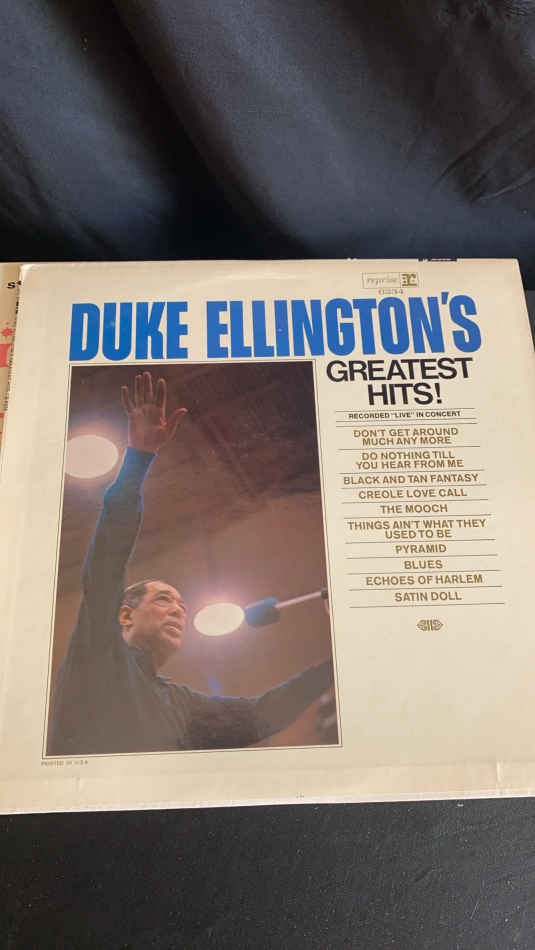 reprise
DUKE ELLINGTON'S
GREATEST
HITS!
RECORDED "LIVE" IN CONCERT
DON'T GET AROUND
MUCH ANY MORE
DO NOTHING TILL
YOU HEAR FROM ME
BLACK AND TAN FANTASY
CREOLE LOVE CALL
THE MOOCH
THINGS AIN'T WHAT THEY
USED TO BE
PYRAMID
BLUES
ECHOES OF HARLEM
SATIN DOLL
PRINTED IN U.S.A.